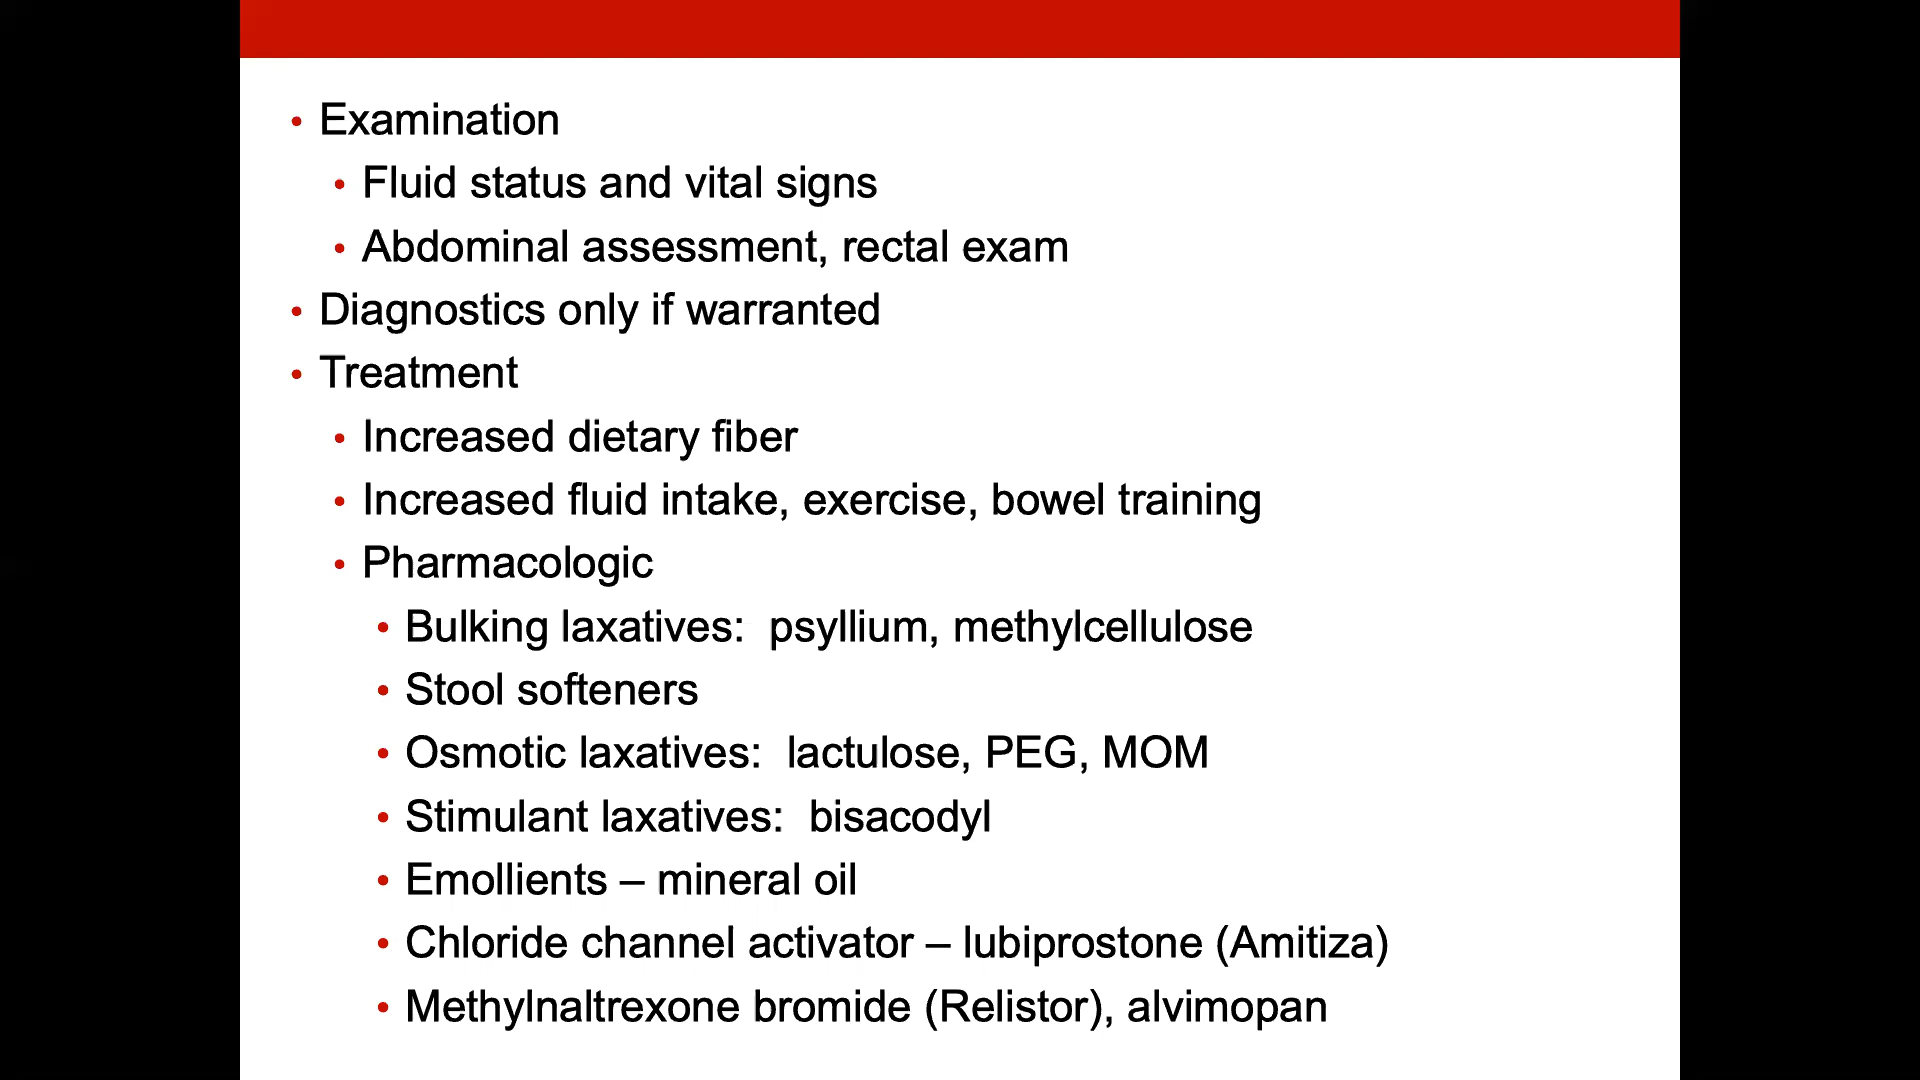 • Examination
• Fluid status and vital signs
• Abdominal assessment, rectal exam
• Diagnostics only if warranted
• Treatment
• Increased dietary fiber
• Increased fluid intake, exercise, bowel training
• Pharmacologic
• Bulking laxatives:  psyllium, methylcellulose
• Stool softeners
• Osmotic laxatives:  lactulose, PEG, MOM
• Stimulant laxatives:  bisacodyl
• Emollients – mineral oil
• Chloride channel activator – lubiprostone (Amitiza)
• Methylnaltrexone bromide (Relistor), alvimopan